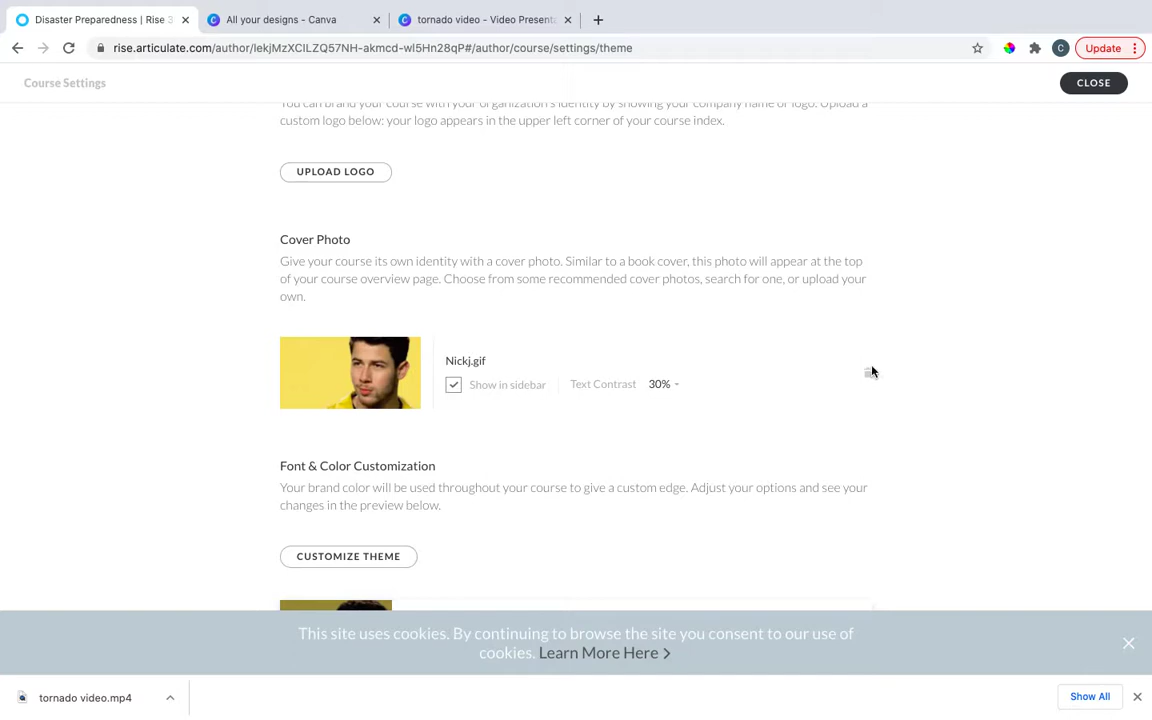 Disaster Preparedness | Rise 3
All your designs - Canva
tornado video - Video Presenta
rise.articulate.com/author/lekjMzXCILZQ57NH-akmcd-wl5Hn28qP#/author/course/settings/theme
C
Update
Course Settings
CLOSE
You can brand your course with your organization's identity by showing your company name or logo. Upload a
custom logo below: your logo appears in the upper left corner of your course index.
UPLOAD LOGO
Cover Photo
Give your course its own identity with a cover photo. Similar to a book cover, this photo will appear at the top
of your course overview page. Choose from some recommended cover photos, search for one, or upload your
own.
Nickj.gif
Show in sidebar
Text Contrast
30%
Font & Color Customization
Your brand color will be used throughout your course to give a custom edge. Adjust your options and see your
changes in the preview below.
CUSTOMIZE THEME
This site uses cookies. By continuing to browse the site you consent to our use of
cookies. Learn More Here >
tornado video.mp4
Show All